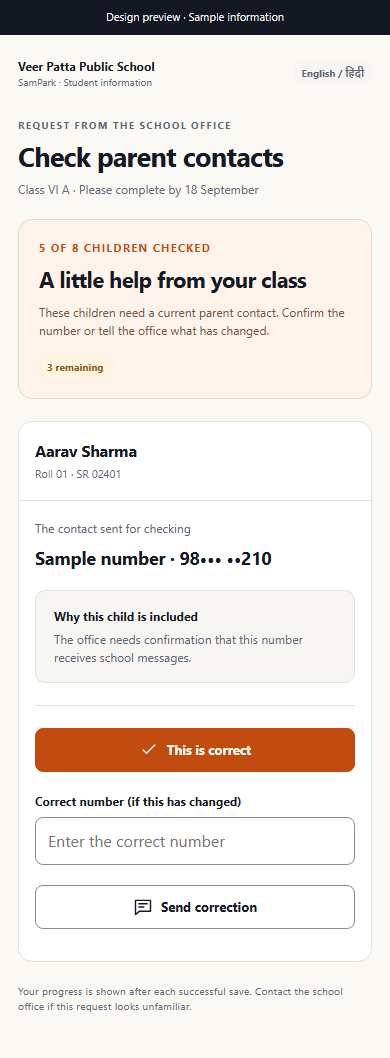 Design preview · Sample information
Veer Patta Public School
SamPark · Student information
English / हिंदी
REQUEST FROM THE SCHOOL OFFICE
Check parent contacts
Class VI A · Please complete by 18 September
5 OF 8 CHILDREN CHECKED
A little help from your class
These children need a current parent contact. Confirm the
number or tell the office what has changed.
3 remaining
Aarav Sharma
Roll 01 · SR 02401
The contact sent for checking
Sample number · 98••• ••210
Why this child is included
The office needs confirmation that this number
receives school messages.
This is correct
Correct number (if this has changed)
Enter the correct number
Send correction
Your progress is shown after each successful save. Contact the school
office if this request looks unfamiliar.